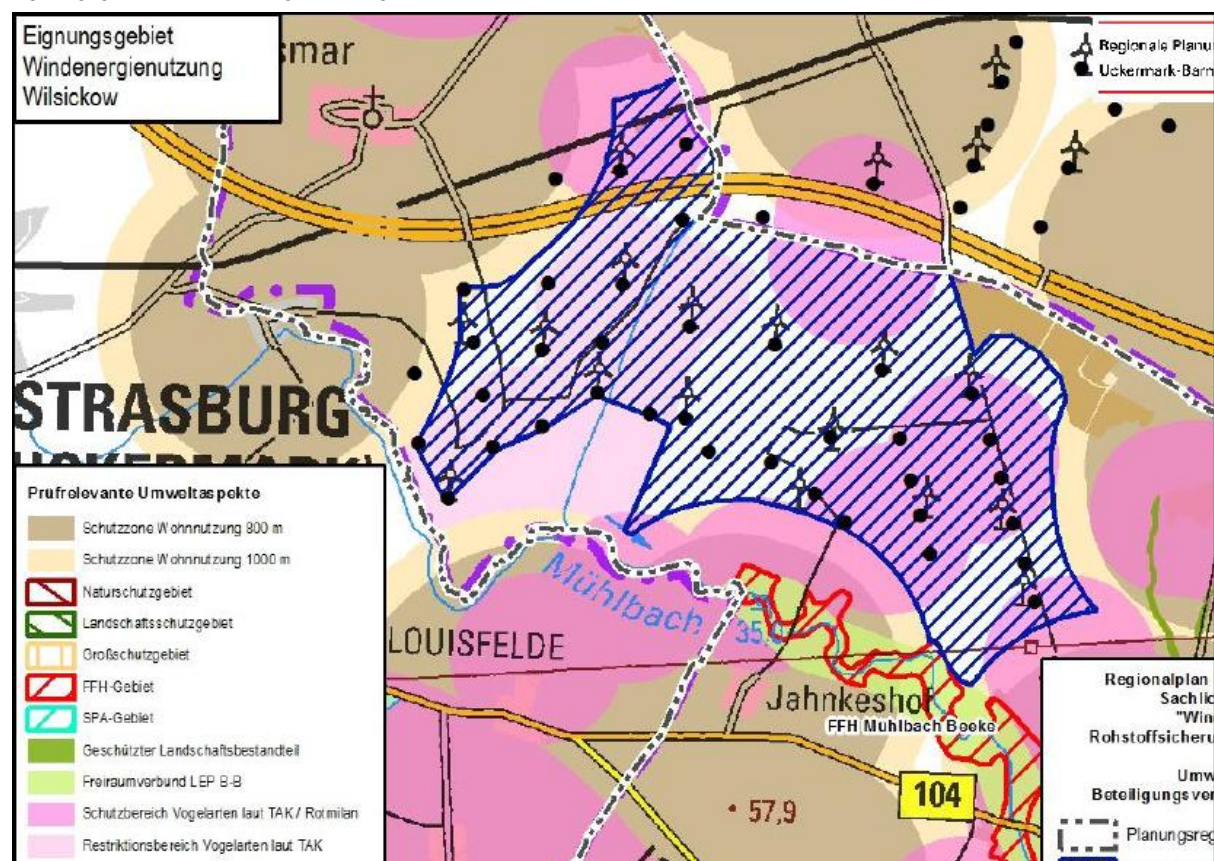 Eignungsgebiet
Windenergienutzung
Wilsickow
smar
Regionale Planu
Uckermark-Barn
STRASBURG
Prüfrelevante Umweltaspekte
Schutzzone Wohnnutzung 800 m
Schutzzone Wohnnutzung 1000 m
Naturschutzgebiet
Landschaftsschutzgebiet
Großschutzgebiet
FFH-Gebiet
SPA-Gebiet
Geschützter Landschaftsbestandteil
Freiraumverbund LEP B-B
Schutzbereich Vogelarten laut TAK / Rotmilan
Restriktionsbereich Vogelarten laut TAK
Mühlbach
LOUISFELDE
Jahnkeshof
FFH Mühlbach Beeke
104
57,9
Regionalplan
Sachlic
"Win
Rohstoffsicheru
Umw
Beteiligungsver
Planungsreg